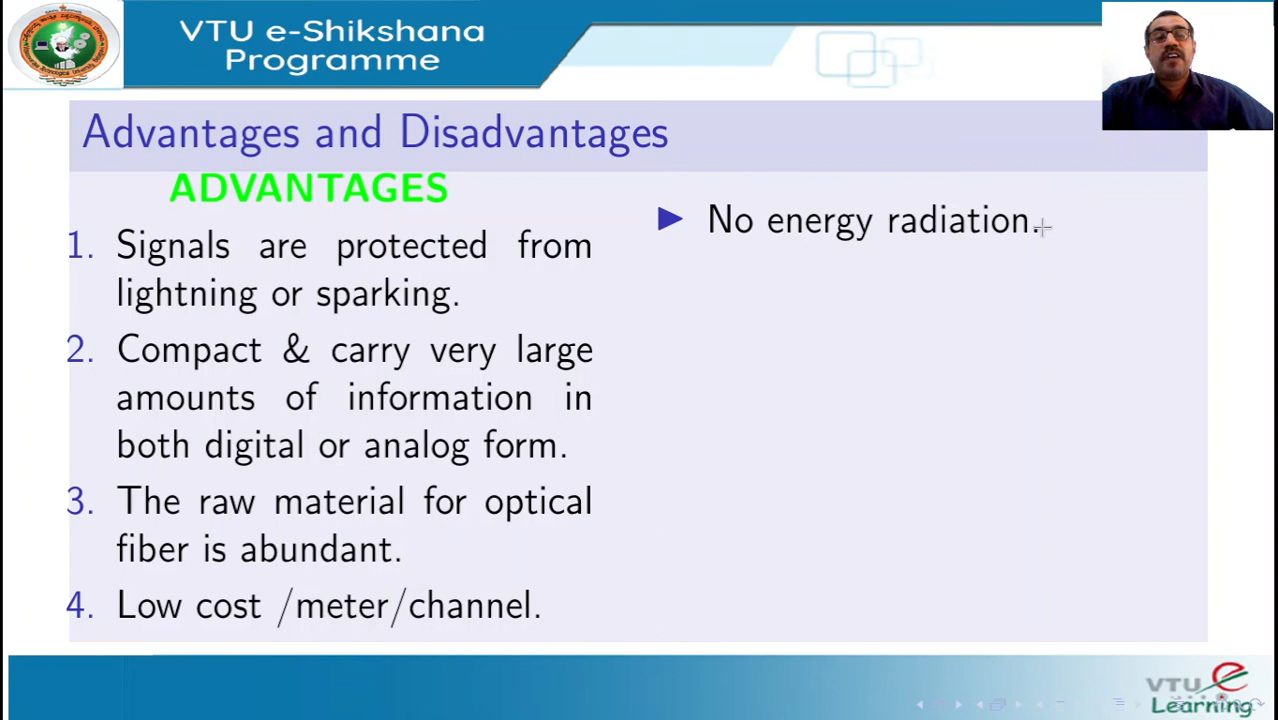 VTU e-Shikshana
Programme
Advantages and Disadvantages
ADVANTAGES
1. Signals are protected from
lightning or sparking.
2. Compact & carry very large
amounts of information in
both digital or analog form.
3. The raw material for optical
fiber is abundant.
4. Low cost /meter/channel.
▶ No energy radiation.
VTU e
Learning